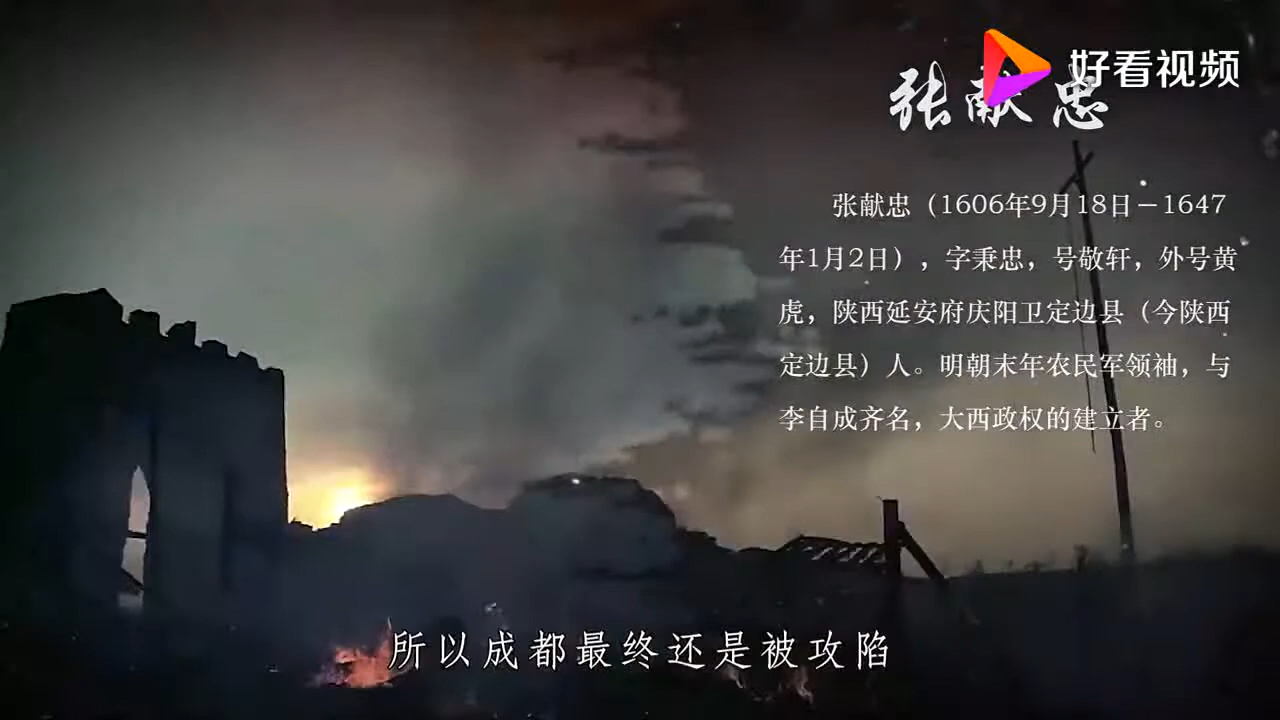 好看视频
张献忠
张献忠（1606年9月18日－1647
年1月2日），字秉忠，号敬轩，外号黄
虎，陕西延安府庆阳卫定边县（今陕西
定边县）人。明朝末年农民军领袖，与
李自成齐名，大西政权的建立者。
所以成都最终还是被攻陷